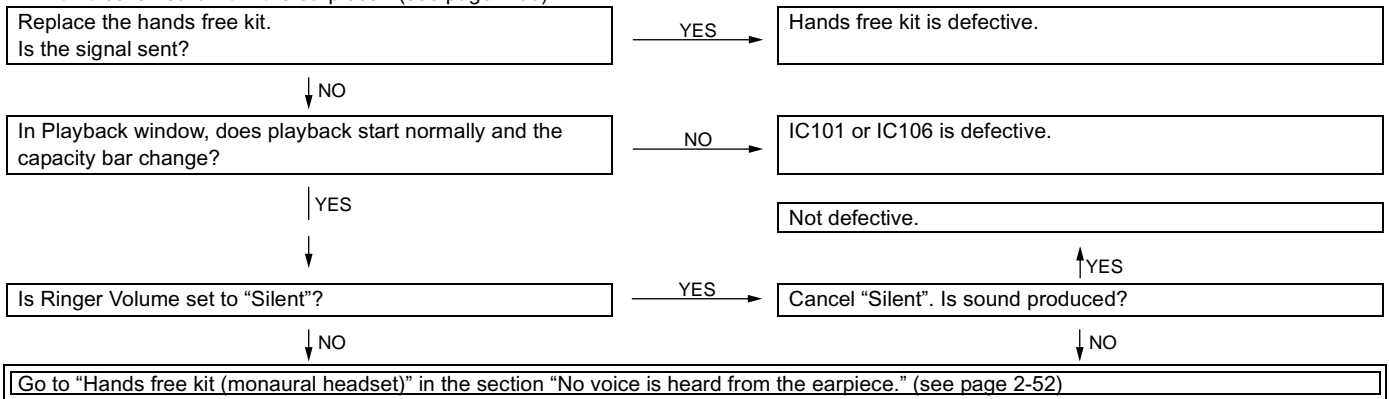 Replace the hands free kit.
Is the signal sent?
YES
Hands free kit is defective.
NO
In Playback window, does playback start normally and the
capacity bar change?
NO
IC101 or IC106 is defective.
YES
Not defective.
YES
Is Ringer Volume set to “Silent”?
YES
Cancel “Silent”. Is sound produced?
NO
NO
Go to “Hands free kit (monaural headset)” in the section “No voice is heard from the earpiece.” (see page 2-52)